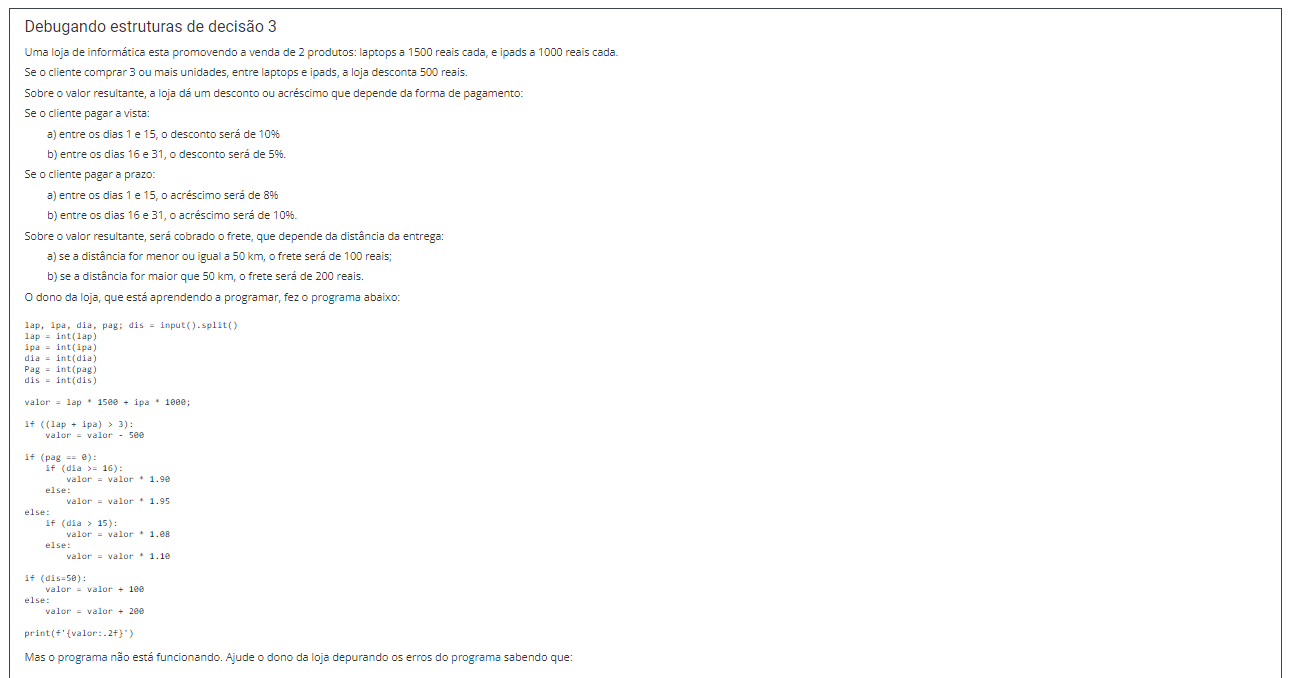 Debugando estruturas de decisão 3
Uma loja de informática esta promovendo a venda de 2 produtos: laptops a 1500 reais cada, e ipads a 1000 reais cada.
Se o cliente comprar 3 ou mais unidades, entre laptops e ipads, a loja desconta 500 reais.
Sobre o valor resultante, a loja dá um desconto ou acréscimo que depende da forma de pagamento:
Se o cliente pagar a vista:
a) entre os dias 1 e 15, o desconto será de 10%
b) entre os dias 16 e 31, o desconto será de 5%.
Se o cliente pagar a prazo:
a) entre os dias 1 e 15, o acréscimo será de 8%
b) entre os dias 16 e 31, o acréscimo será de 10%.
Sobre o valor resultante, será cobrado o frete, que depende da distância da entrega:
a) se a distância for menor ou igual a 50 km, o frete será de 100 reais;
b) se a distância for maior que 50 km, o frete será de 200 reais.
O dono da loja, que está aprendendo a programar, fez o programa abaixo:
lap, ipa, dia, pag; dis = input().split()
lap = int(lap)
ipa = int(ipa)
dia = int(dia)
Pag = int(pag)
dis = int(dis)
valor = lap * 1500 + ipa * 1000;
if ((lap + ipa) > 3):
    valor = valor - 500
if (pag == 0):
    if (dia >= 16):
        valor = valor * 1.90
    else:
        valor = valor * 1.95
else:
    if (dia > 15):
        valor = valor * 1.08
    else:
        valor = valor * 1.10
if (dis=50):
    valor = valor + 100
else:
    valor = valor + 200
print(f'{valor:.2f}')
Mas o programa não está funcionando. Ajude o dono da loja depurando os erros do programa sabendo que: